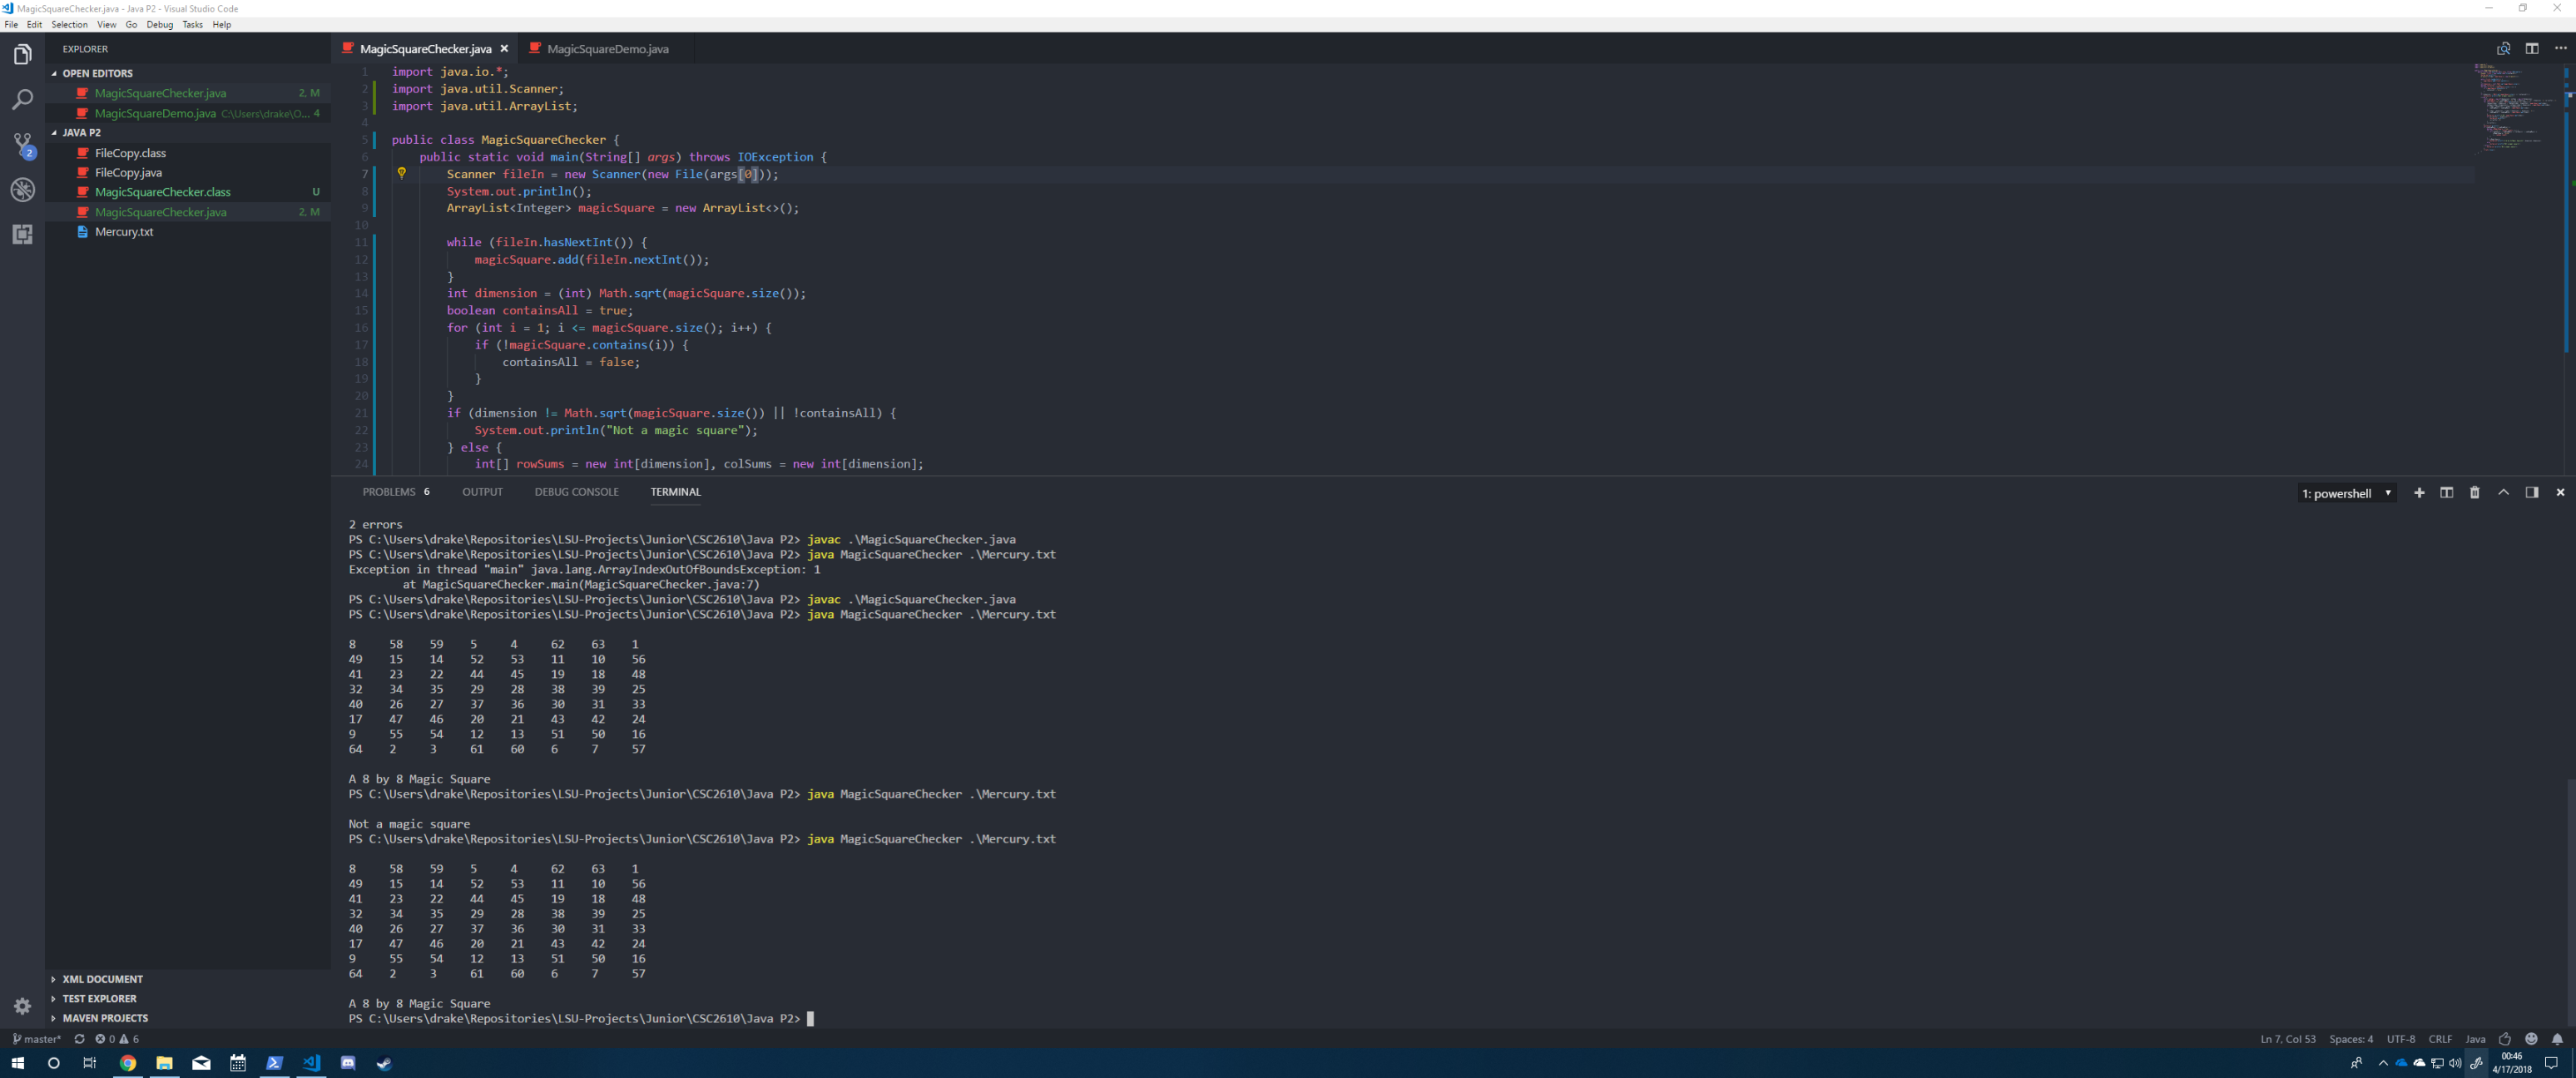 MagicSquareChecker.java - Java P2 - Visual Studio Code
File Edit Selection View Go Debug Tasks Help
EXPLORER
OPEN EDITORS
MagicSquareChecker.java 2, M
MagicSquareDemo.java C:\Users\drake\O... 4
JAVA P2
FileCopy.class
FileCopy.java
MagicSquareChecker.class U
MagicSquareChecker.java 2, M
Mercury.txt
XML DOCUMENT
TEST EXPLORER
MAVEN PROJECTS
2
MagicSquareChecker.java MagicSquareDemo.java
1 import java.io.*;
2 import java.util.Scanner;
3 import java.util.ArrayList;
4
5 public class MagicSquareChecker {
6 public static void main(String[] args) throws IOException {
7 Scanner fileIn = new Scanner(new File(args[0]));
8 System.out.println();
9 ArrayList<Integer> magicSquare = new ArrayList<>();
10
11 while (fileIn.hasNextInt()) {
12 magicSquare.add(fileIn.nextInt());
13 }
14 int dimension = (int) Math.sqrt(magicSquare.size());
15 boolean containsAll = true;
16 for (int i = 1; i <= magicSquare.size(); i++) {
17 if (!magicSquare.contains(i)) {
18 containsAll = false;
19 }
20 }
21 if (dimension != Math.sqrt(magicSquare.size()) || !containsAll) {
22 System.out.println("Not a magic square");
23 } else {
24 int[] rowSums = new int[dimension], colSums = new int[dimension];
PROBLEMS 6 OUTPUT DEBUG CONSOLE TERMINAL 1: powershell
2 errors
PS C:\Users\drake\Repositories\LSU-Projects\Junior\CSC2610\Java P2> javac .\MagicSquareChecker.java
PS C:\Users\drake\Repositories\LSU-Projects\Junior\CSC2610\Java P2> java MagicSquareChecker .\Mercury.txt
Exception in thread "main" java.lang.ArrayIndexOutOfBoundsException: 1
at MagicSquareChecker.main(MagicSquareChecker.java:7)
PS C:\Users\drake\Repositories\LSU-Projects\Junior\CSC2610\Java P2> javac .\MagicSquareChecker.java
PS C:\Users\drake\Repositories\LSU-Projects\Junior\CSC2610\Java P2> java MagicSquareChecker .\Mercury.txt
8 58 59 5 4 62 63 1
49 15 14 52 53 11 10 56
41 23 22 44 45 19 18 48
32 34 35 29 28 38 39 25
40 26 27 37 36 30 31 33
17 47 46 20 21 43 42 24
9 55 54 12 13 51 50 16
64 2 3 61 60 6 7 57
A 8 by 8 Magic Square
PS C:\Users\drake\Repositories\LSU-Projects\Junior\CSC2610\Java P2> java MagicSquareChecker .\Mercury.txt
Not a magic square
PS C:\Users\drake\Repositories\LSU-Projects\Junior\CSC2610\Java P2> java MagicSquareChecker .\Mercury.txt
8 58 59 5 4 62 63 1
49 15 14 52 53 11 10 56
41 23 22 44 45 19 18 48
32 34 35 29 28 38 39 25
40 26 27 37 36 30 31 33
17 47 46 20 21 43 42 24
9 55 54 12 13 51 50 16
64 2 3 61 60 6 7 57
A 8 by 8 Magic Square
PS C:\Users\drake\Repositories\LSU-Projects\Junior\CSC2610\Java P2>
master* 0 6 Ln 7, Col 53 Spaces: 4 UTF-8 CRLF Java
00:46
4/17/2018